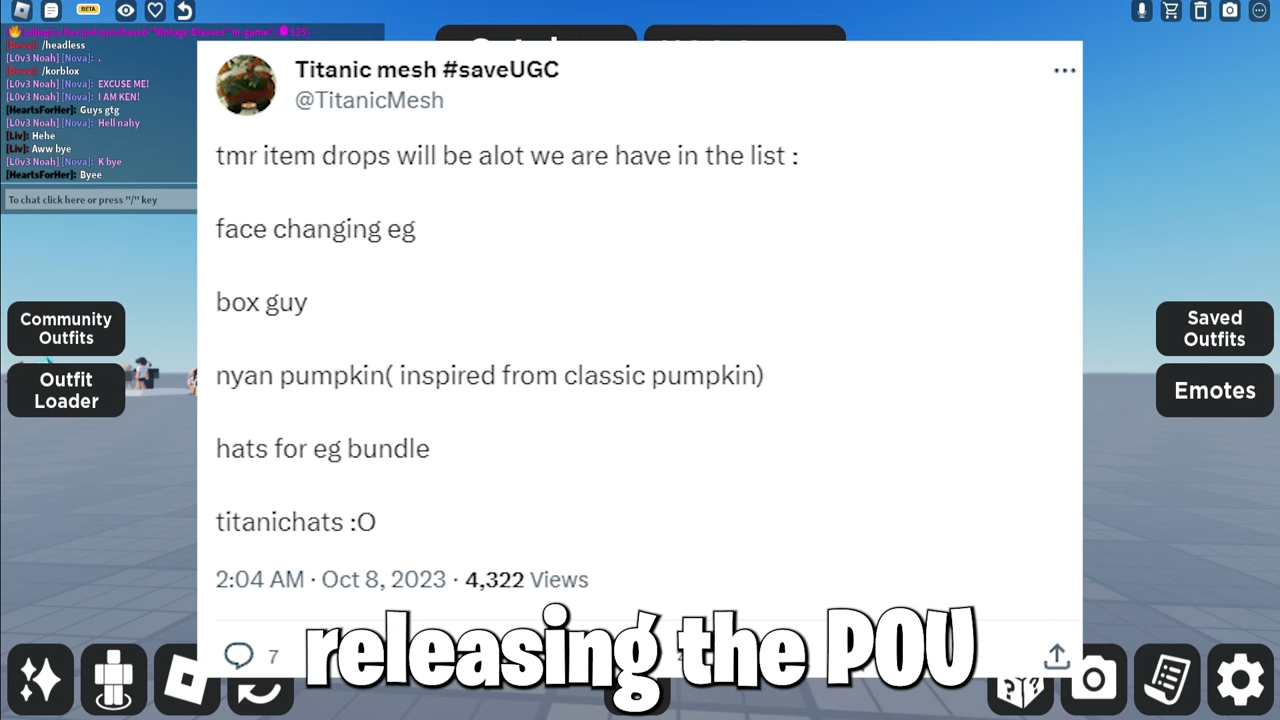 BETA
/headless
[L0v3 Noah] [Nova]: .
/korblox
[L0v3 Noah] [Nova]: EXCUSE ME!
[L0v3 Noah] [Nova]: I AM KEN!
[HeartsForHer]: Guys gtg
[L0v3 Noah] [Nova]: Hell nahy
[Liv]: Hehe
[Liv]: Aww bye
[L0v3 Noah] [Nova]: K bye
[HeartsForHer]: Byee
To chat click here or press "/" key
Community
Outfits
Outfit
Loader
Titanic mesh #saveUGC
@TitanicMesh
tmr item drops will be alot we are have in the list :
face changing eg
box guy
nyan pumpkin( inspired from classic pumpkin)
hats for eg bundle
titanichats :O
2:04 AM · Oct 8, 2023 · 4,322 Views
7
Saved
Outfits
Emotes
releasing the POV